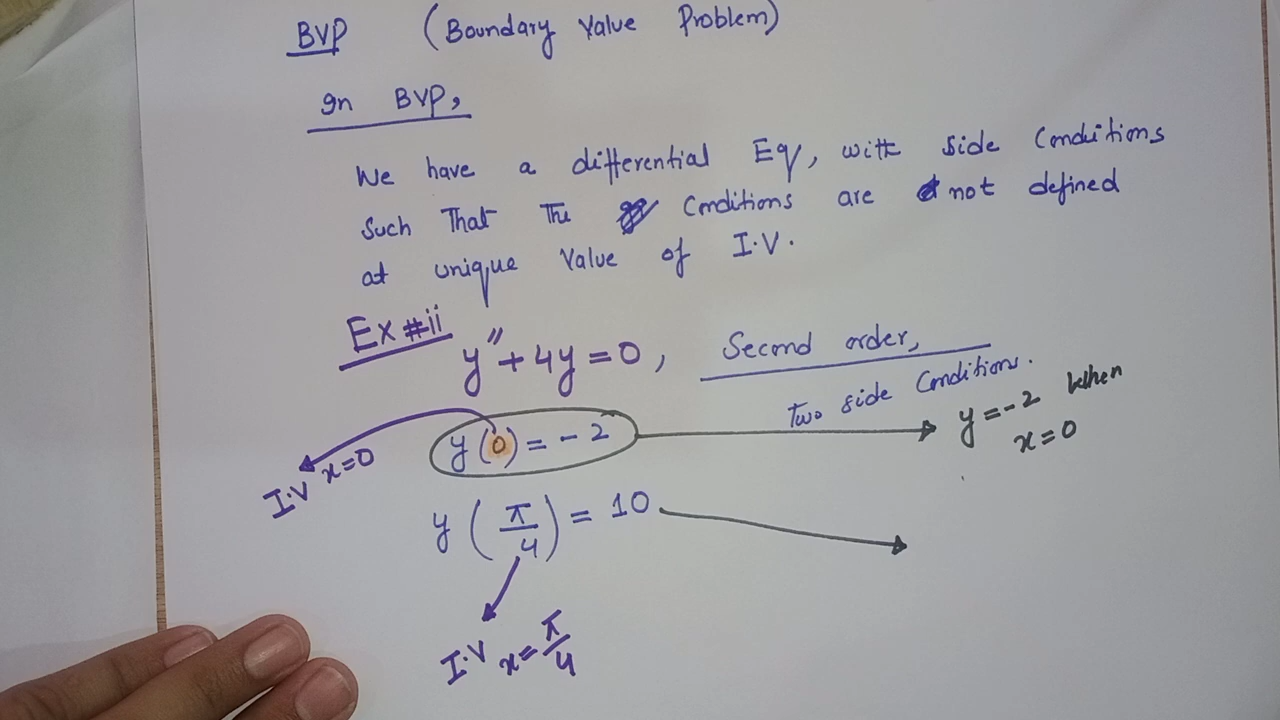 BVP (Boundary Value Problem)
In BVP,
We have a differential Eq, with side Conditions
Such That The Conditions are not defined
at unique Value of I.V.
Ex #ii
y" + 4y = 0, Second order,
Two side Conditions.
y(0) = -2
y = -2 when
x = 0
I.V x=0
y(π/4) = 10
I.V x = π/4